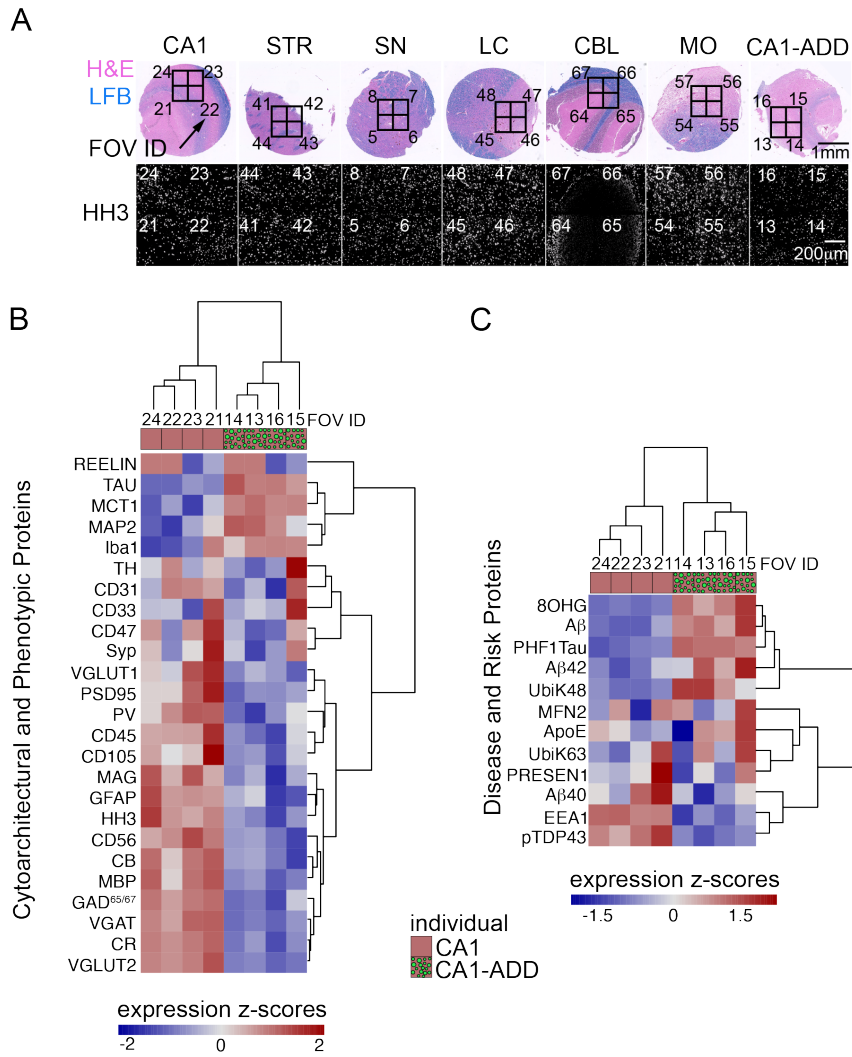 A
CA1 STR SN LC CBL MO CA1-ADD
H&E
LFB
FOV ID
24 23 21 22
41 42 44 43
8 7 5 6
48 47 45 46
67 66 64 65
57 56 54 55
16 15 13 14
1mm
HH3
24 23 44 43 8 7 48 47 67 66 57 56 16 15
21 22 41 42 5 6 45 46 64 65 54 56 13 14
200µm
B
Cytoarchitectural and Phenotypic Proteins
24 22 23 21 14 13 16 15 FOV ID
REELIN
TAU
MCT1
MAP2
Iba1
TH
CD31
CD33
CD47
Syp
VGLUT1
PSD95
PV
CD45
CD105
MAG
GFAP
HH3
CD56
CB
MBP
GAD65/67
VGAT
CR
VGLUT2
expression z-scores
-2 0 2
C
Disease and Risk Proteins
24 22 23 21 14 13 16 15 FOV ID
8OHG
Aβ
PHF1Tau
Aβ42
UbiK48
MFN2
ApoE
UbiK63
PRESEN1
Aβ40
EEA1
pTDP43
expression z-scores
-1.5 0 1.5
individual
CA1
CA1-ADD